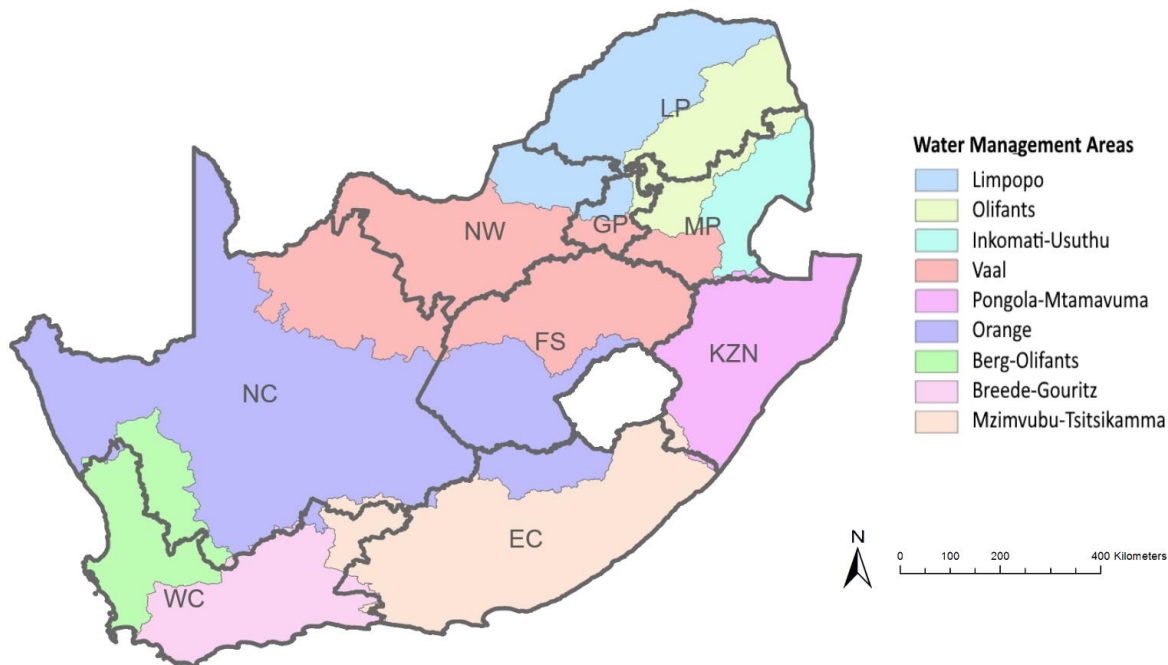 LP
NW
GP
MP
FS
KZN
NC
EC
WC
Water Management Areas
Limpopo
Olifants
Inkomati-Usuthu
Vaal
Pongola-Mtamavuma
Orange
Berg-Olifants
Breede-Gouritz
Mzimvubu-Tsitsikamma
N
0 100 200 400 Kilometers